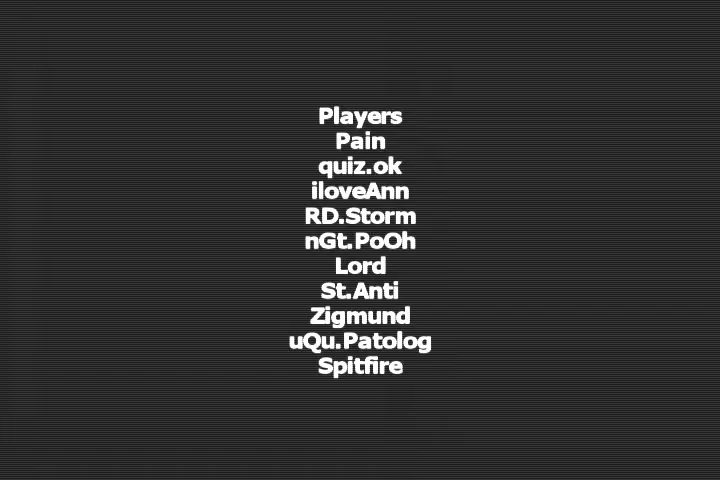 Players
Pain
quiz.ok
iloveAnn
RD.Storm
nGt.PoOh
Lord
St.Anti
Zigmund
uQu.Patolog
Spitfire